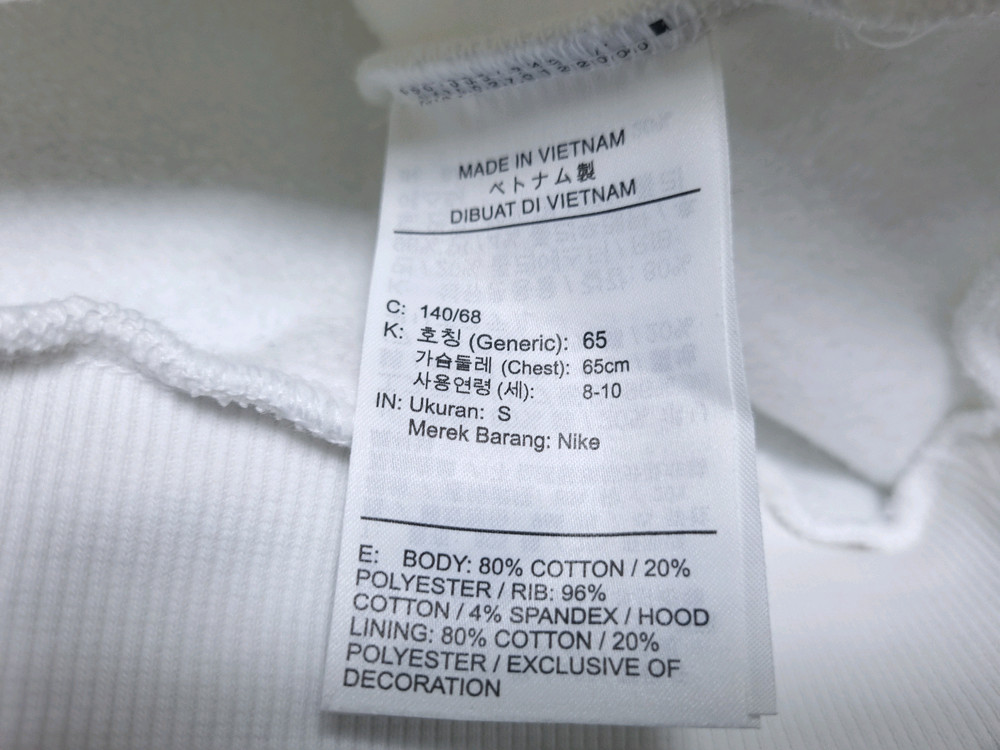 MADE IN VIETNAM
ベトナム製
DIBUAT DI VIETNAM
C: 140/68
K: 호칭 (Generic): 65
가슴둘레 (Chest): 65cm
사용연령 (세): 8-10
IN: Ukuran: S
Merek Barang: Nike
E: BODY: 80% COTTON / 20%
POLYESTER / RIB: 96%
COTTON / 4% SPANDEX / HOOD
LINING: 80% COTTON / 20%
POLYESTER / EXCLUSIVE OF
DECORATION